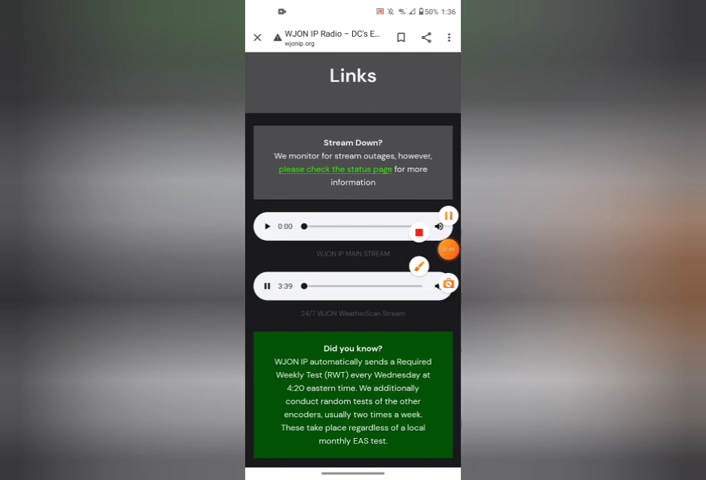 50% 1:36
WJON IP Radio – DC's E...
wjonip.org
Links
Stream Down?
We monitor for stream outages, however,
please check the status page for more
information
0:00
WJON IP MAIN STREAM
3:39
24/7 WJON WeatherScan Stream
Did you know?
WJON IP automatically sends a Required
Weekly Test (RWT) every Wednesday at
4:20 eastern time. We additionally
conduct random tests of the other
encoders, usually two times a week.
These take place regardless of a local
monthly EAS test.